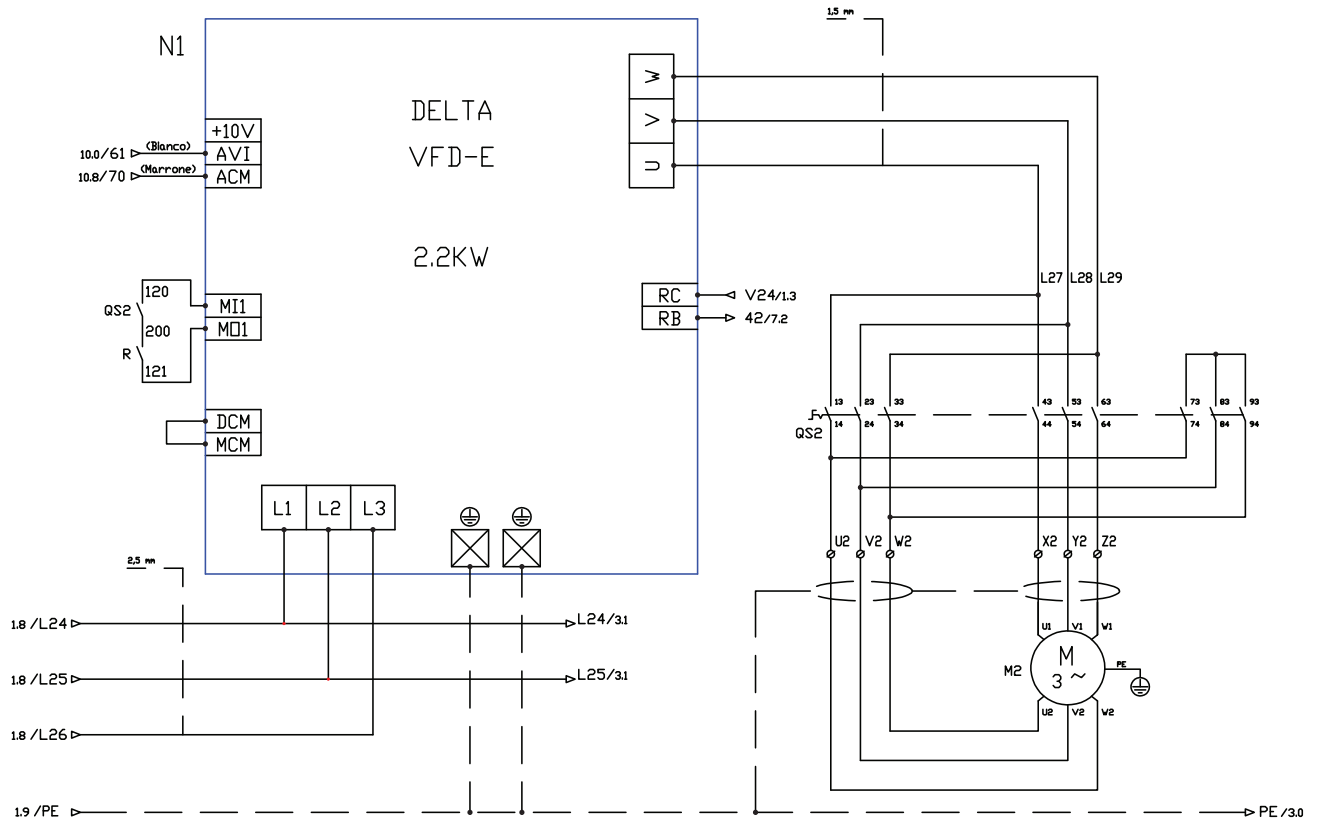 1,5 mm
N1
W
DELTA
+10V
V
10.0/61
(Blanco)
AVI
VFD-E
10.8/70
(Marrone)
ACM
U
2.2KW
L27
L28
L29
120
RC
V24/1.3
QS2
MI1
200
MO1
RB
42/7.2
R
121
13
23
33
43
53
63
73
83
93
DCM
14
24
34
44
54
64
74
84
94
QS2
MCM
L1
L2
L3
U2
V2
W2
X2
Y2
Z2
2,5 mm
1.8 /L24
L24/3.1
U1
V1
W1
M
PE
M2
3 ~
1.8 /L25
L25/3.1
U2
V2
W2
1.8 /L26
1.9 /PE
PE/3.0